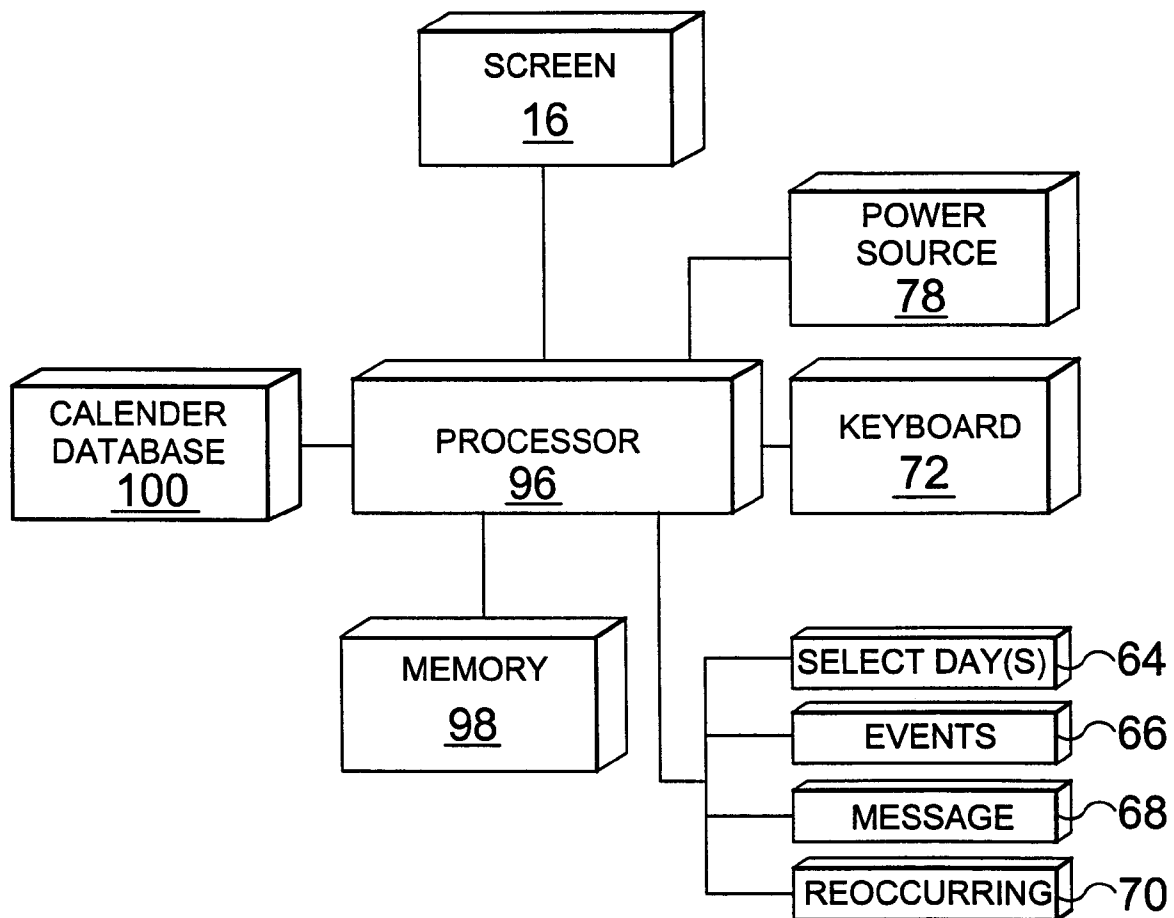 SCREEN
16
POWER
SOURCE
78
CALENDER
DATABASE
100
PROCESSOR
96
KEYBOARD
72
MEMORY
98
SELECT DAY(S) 64
EVENTS 66
MESSAGE 68
REOCCURRING 70